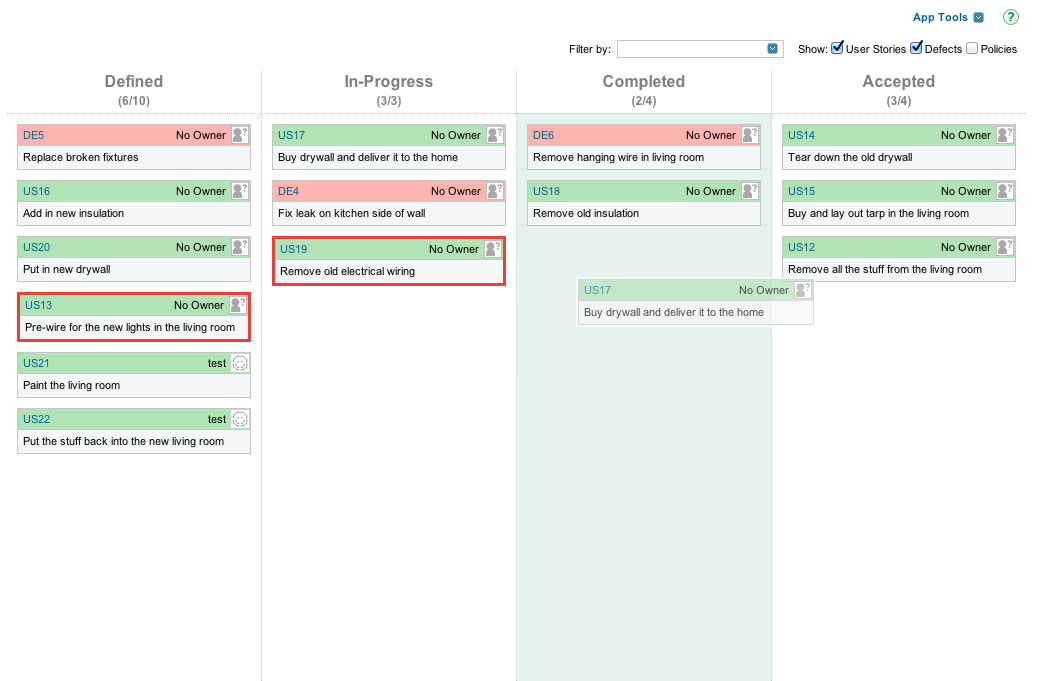 App Tools ?
Filter by: Show: User Stories Defects Policies
Defined
(6/10)
In-Progress
(3/3)
Completed
(2/4)
Accepted
(3/4)
DE5 No Owner
Replace broken fixtures
US16 No Owner
Add in new insulation
US20 No Owner
Put in new drywall
US13 No Owner
Pre-wire for the new lights in the living room
US21 test
Paint the living room
US22 test
Put the stuff back into the new living room
US17 No Owner
Buy drywall and deliver it to the home
DE4 No Owner
Fix leak on kitchen side of wall
US19 No Owner
Remove old electrical wiring
DE6 No Owner
Remove hanging wire in living room
US18 No Owner
Remove old insulation
US17 No Owner
Buy drywall and deliver it to the home
US14 No Owner
Tear down the old drywall
US15 No Owner
Buy and lay out tarp in the living room
US12 No Owner
Remove all the stuff from the living room